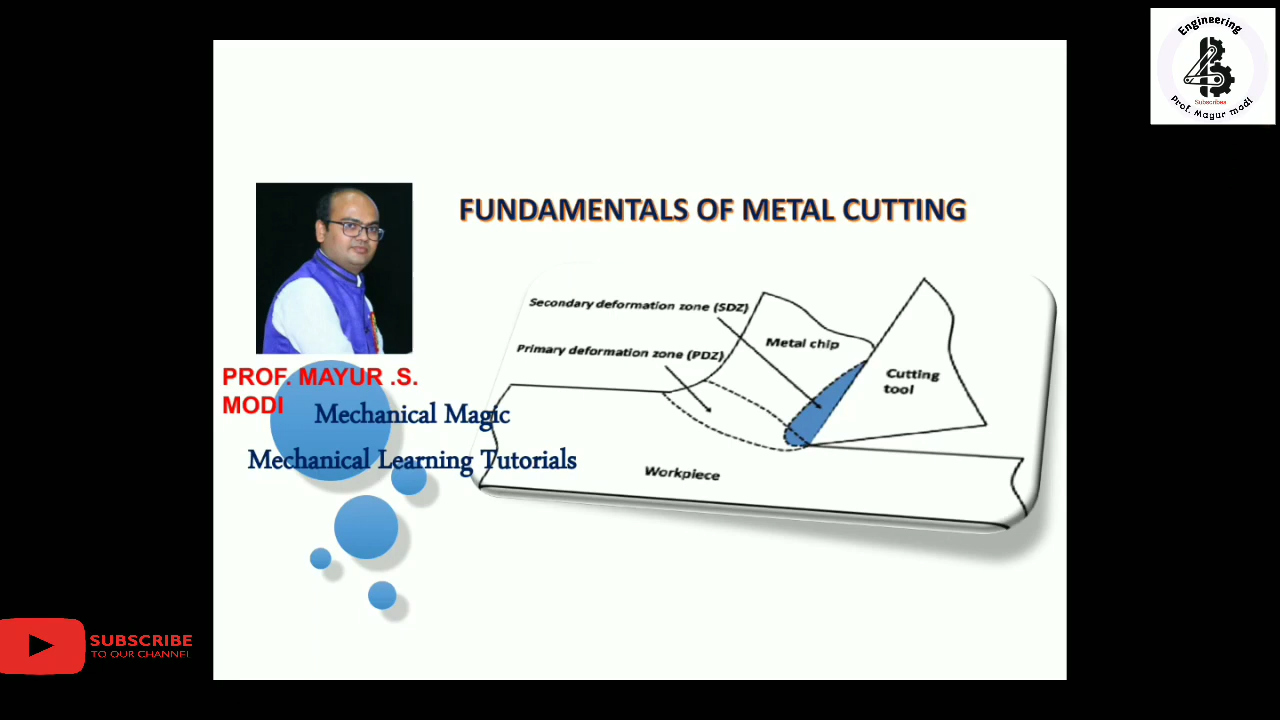 Engineering
Subscribes
Prof. Mayur modi
FUNDAMENTALS OF METAL CUTTING
Secondary deformation zone (SDZ)
Metal chip
Primary deformation zone (PDZ)
Cutting
tool
Workpiece
PROF. MAYUR .S.
MODI
Mechanical Magic
Mechanical Learning Tutorials
SUBSCRIBE
TO OUR CHANNEL